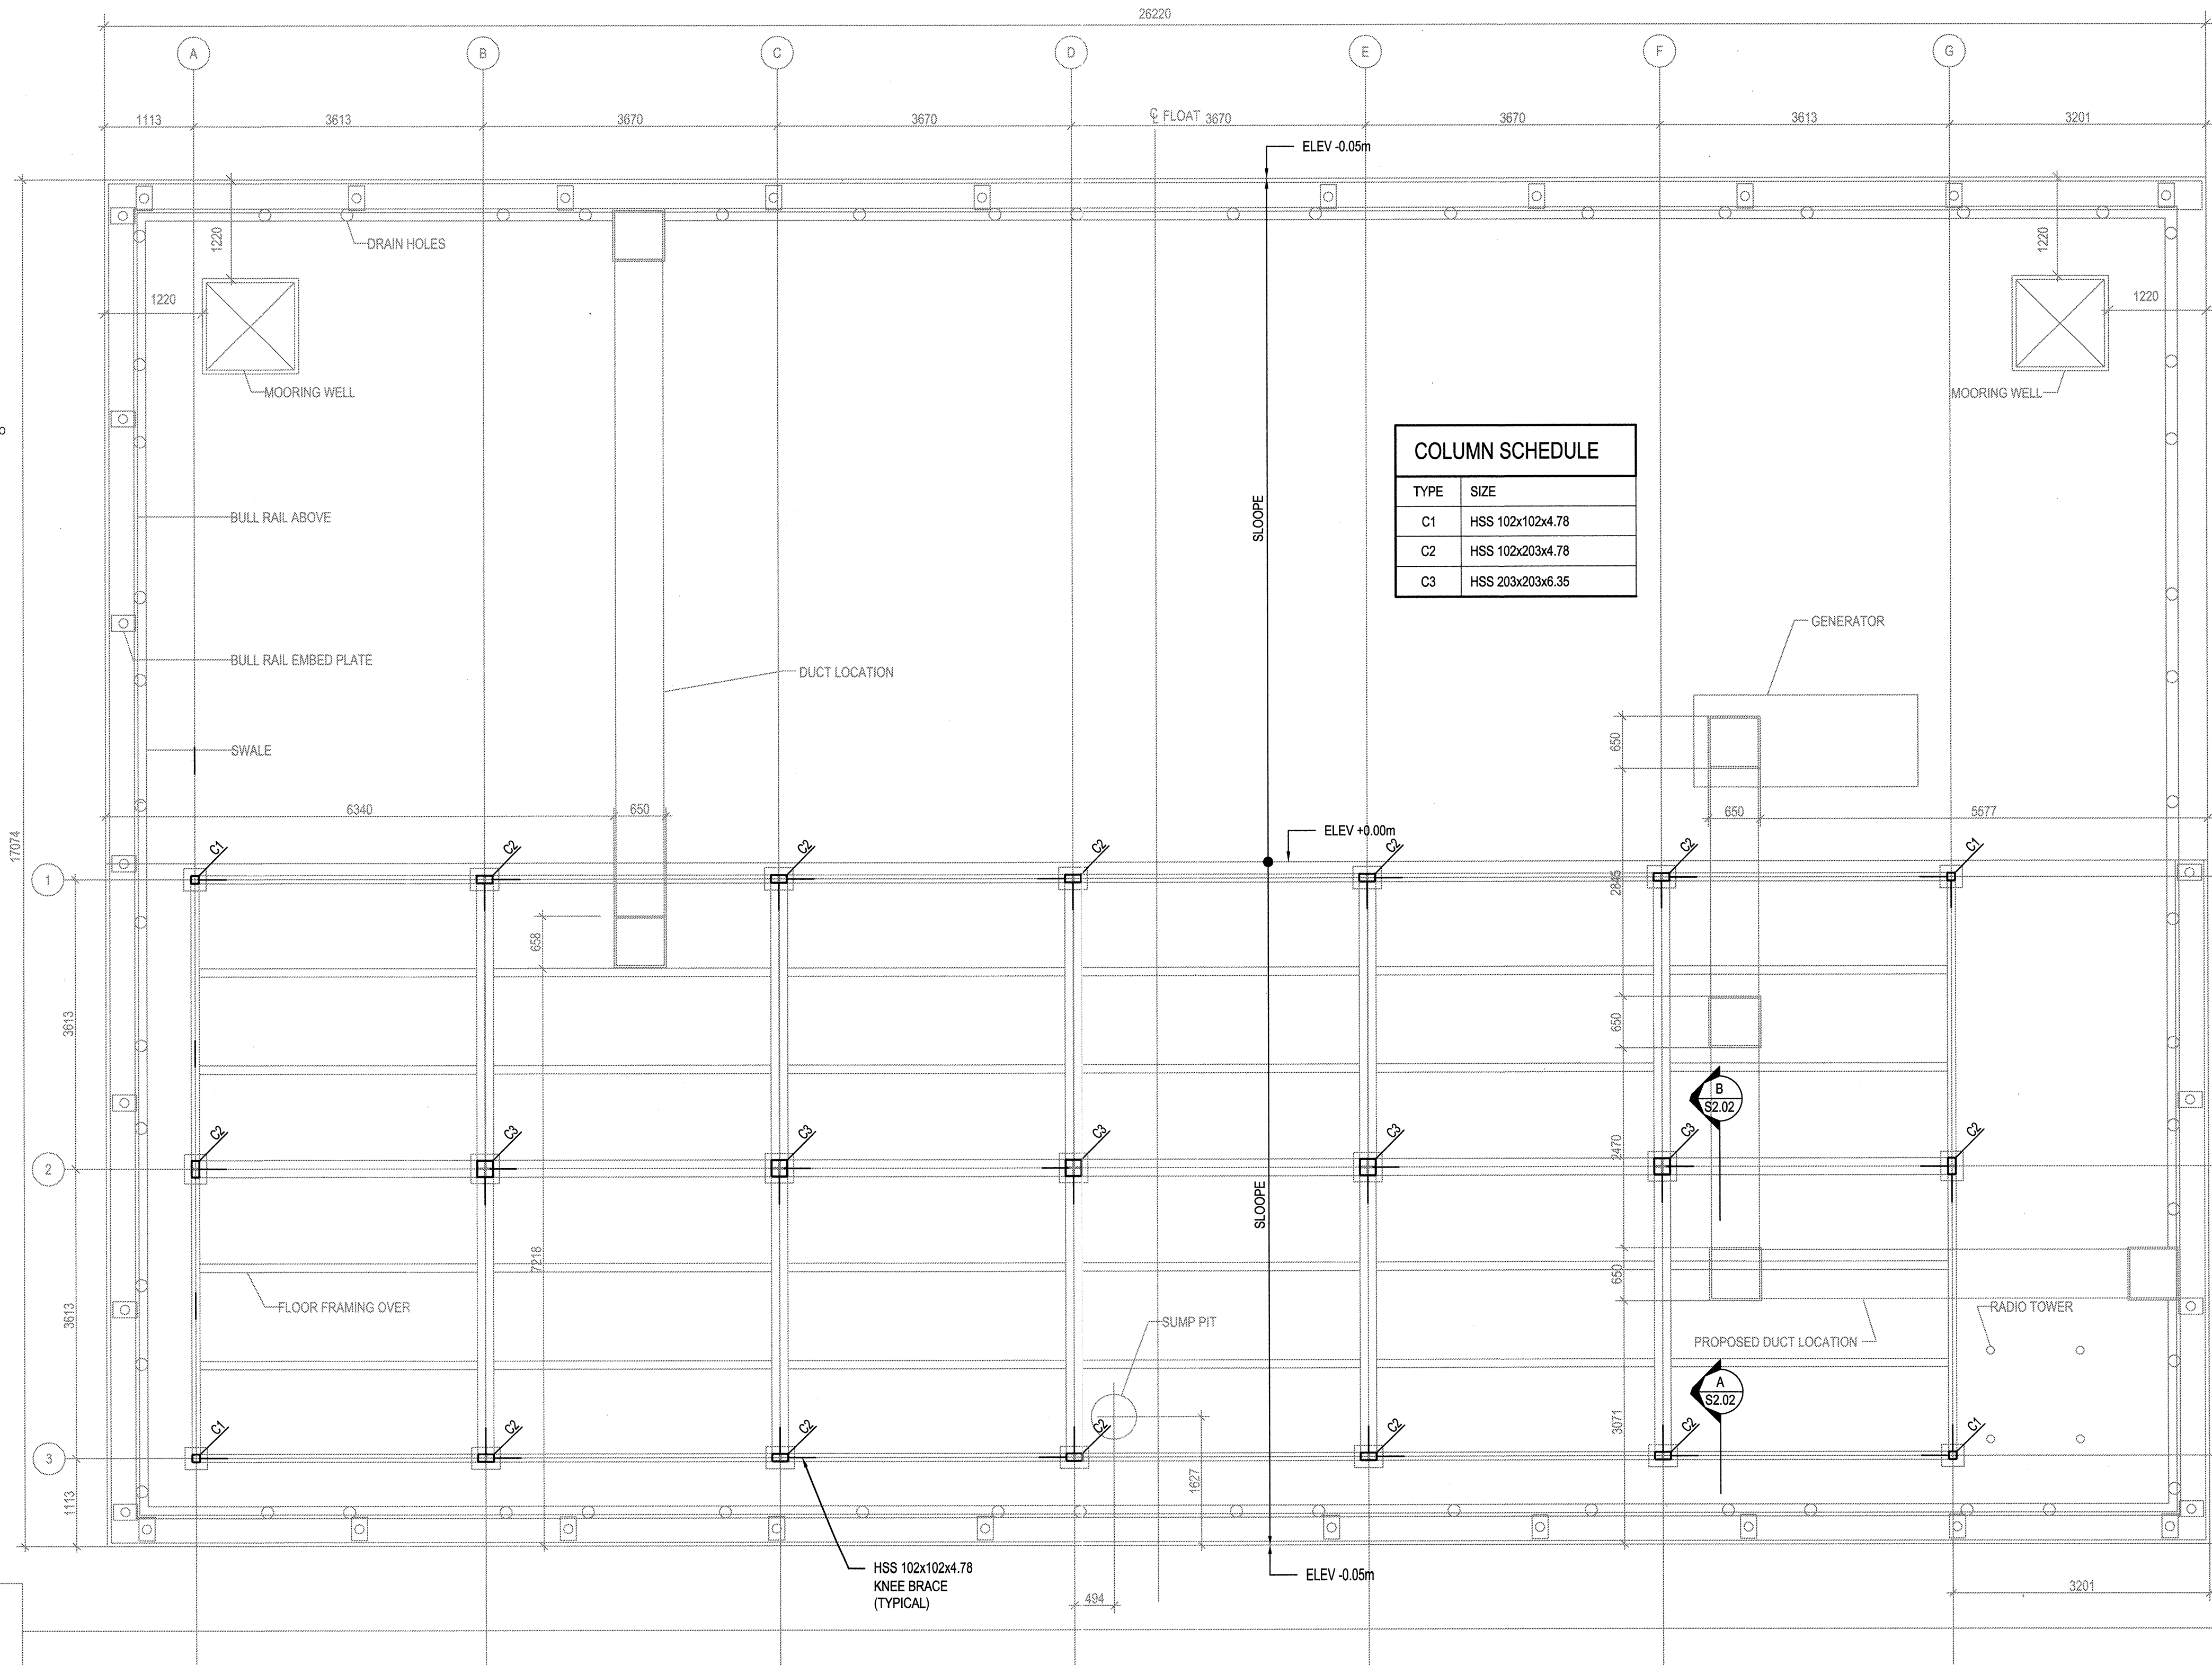 26220
A
B
C
D
E
F
G
1113
3613
3670
3670
℄ FLOAT
3670
3670
3613
3201
ELEV -0.05m
1220
DRAIN HOLES
1220
1220
1220
MOORING WELL
MOORING WELL
COLUMN SCHEDULE
TYPE SIZE
C1 HSS 102x102x4.78
C2 HSS 102x203x4.78
C3 HSS 203x203x6.35
SLOOPE
BULL RAIL ABOVE
GENERATOR
BULL RAIL EMBED PLATE
DUCT LOCATION
SWALE
650
6340
650
650
5577
17074
ELEV +0.00m
1
C1
C2
C2
C2
C2
C2
C1
2845
658
3613
650
B
S2.02
2
C2
C3
C3
C3
C3
C3
C2
2470
SLOOPE
7218
650
FLOOR FRAMING OVER
3613
SUMP PIT
RADIO TOWER
PROPOSED DUCT LOCATION
A
S2.02
3
C1
C2
C2
C2
C2
C2
C1
3071
1627
1113
HSS 102x102x4.78
KNEE BRACE
(TYPICAL)
494
ELEV -0.05m
3201